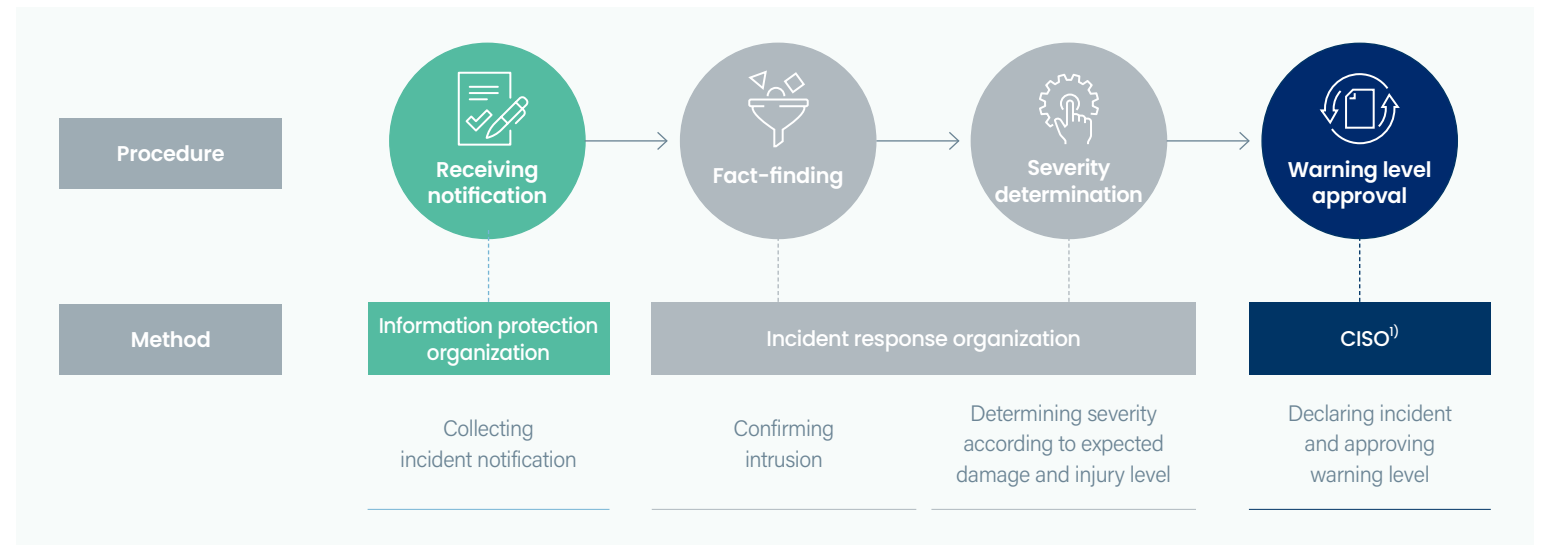 Procedure
Receiving
notification
Fact-finding
Severity
determination
Warning level
approval
Method
Information protection
organization
Incident response organization
CISO1)
Collecting
incident notification
Confirming
intrusion
Determining severity
according to expected
damage and injury level
Declaring incident
and approving
warning level